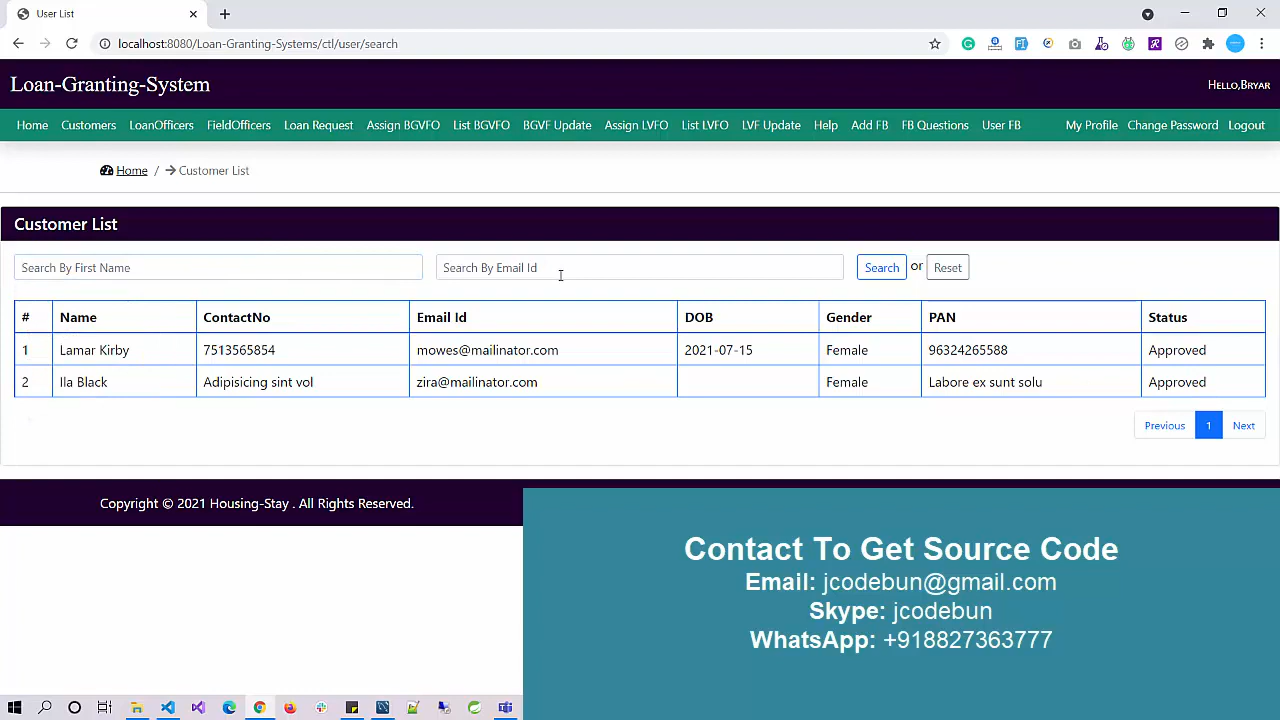 User List
localhost:8080/Loan-Granting-Systems/ctl/user/search
Loan-Granting-System
Hello,Bryar
Home Customers LoanOfficers FieldOfficers Loan Request Assign BGVFO List BGVFO BGVF Update Assign LVFO List LVFO LVF Update Help Add FB FB Questions User FB My Profile Change Password Logout
Home / Customer List
Customer List
Search By First Name Search By Email Id Search or Reset
# Name ContactNo Email Id DOB Gender PAN Status
1 Lamar Kirby 7513565854 mowes@mailinator.com 2021-07-15 Female 96324265588 Approved
2 Ila Black Adipisicing sint vol zira@mailinator.com Female Labore ex sunt solu Approved
Previous 1 Next
Copyright © 2021 Housing-Stay . All Rights Reserved.
Contact To Get Source Code
Email: jcodebun@gmail.com
Skype: jcodebun
WhatsApp: +918827363777